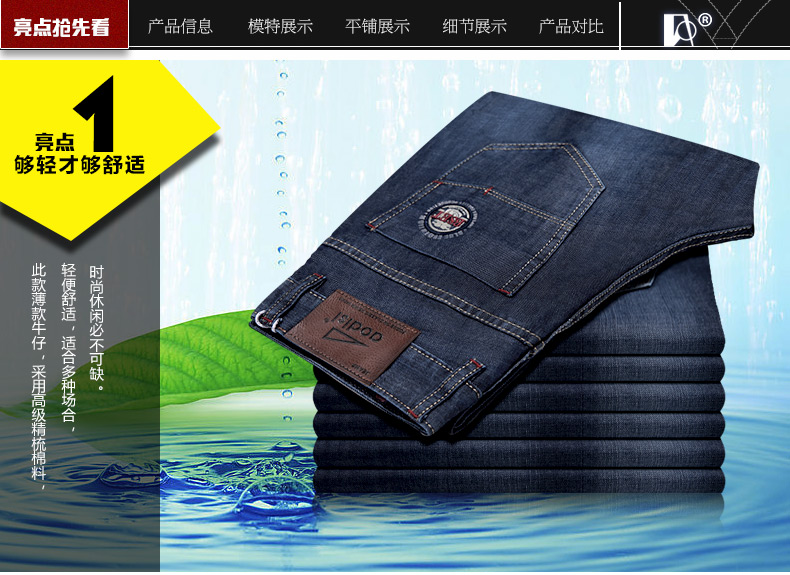 亮点抢先看
产品信息
模特展示
平铺展示
细节展示
产品对比
®
亮点
1
够轻才够舒适
时尚休闲必不可缺。
轻便舒适，适合多种场合，
此款薄款牛仔，采用高级精梳棉料，